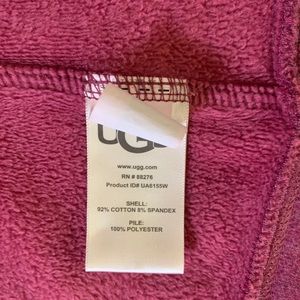 UGG
www.ugg.com
RN # 88276
Product ID# UA6155W
SHELL:
92% COTTON 8% SPANDEX
PILE:
100% POLYESTER